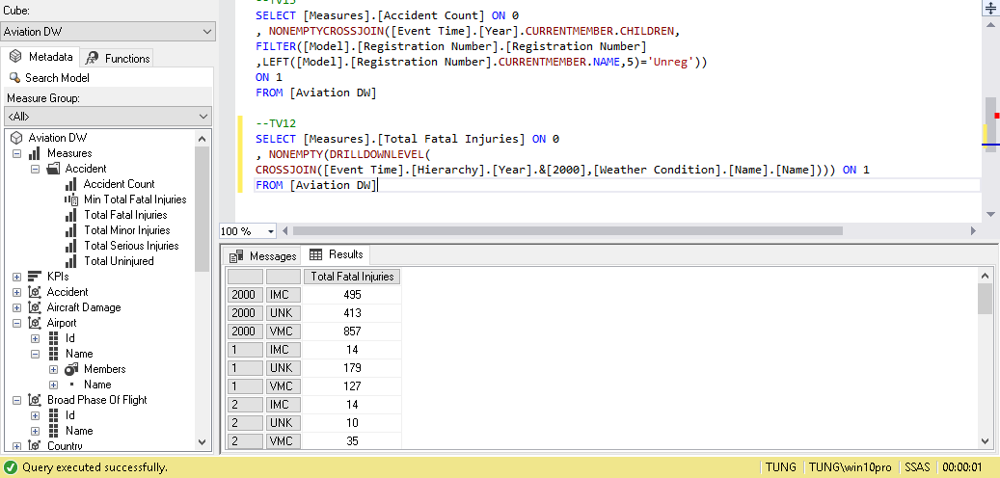 Cube:
Aviation DW
Metadata
Functions
Search Model
Measure Group:
<All>
Aviation DW
Measures
Accident
Accident Count
Min Total Fatal Injuries
Total Fatal Injuries
Total Minor Injuries
Total Serious Injuries
Total Uninjured
KPIs
Accident
Aircraft Damage
Airport
Id
Name
Members
Name
Broad Phase Of Flight
Id
Name
Country
--TV13
SELECT [Measures].[Accident Count] ON 0
, NONEMPTYCROSSJOIN([Event Time].[Year].CURRENTMEMBER.CHILDREN,
FILTER([Model].[Registration Number].[Registration Number]
,LEFT([Model].[Registration Number].CURRENTMEMBER.NAME,5)='Unreg'))
ON 1
FROM [Aviation DW]
--TV12
SELECT [Measures].[Total Fatal Injuries] ON 0
, NONEMPTY(DRILLDOWNLEVEL(
CROSSJOIN([Event Time].[Hierarchy].[Year].&[2000],[Weather Condition].[Name].[Name]))) ON 1
FROM [Aviation DW]
100 %
Messages
Results
Total Fatal Injuries
2000 IMC 495
2000 UNK 413
2000 VMC 857
1 IMC 14
1 UNK 179
1 VMC 127
2 IMC 14
2 UNK 10
2 VMC 35
Query executed successfully.
TUNG
TUNG\win10pro
SSAS
00:00:01